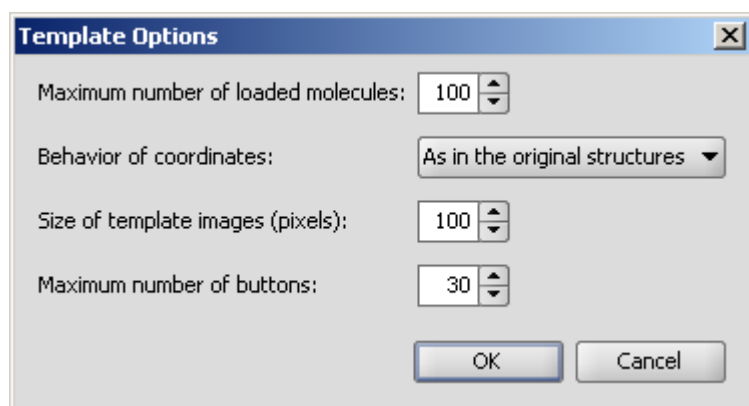 Template Options
Maximum number of loaded molecules: 100
Behavior of coordinates: As in the original structures
Size of template images (pixels): 100
Maximum number of buttons: 30
OK Cancel